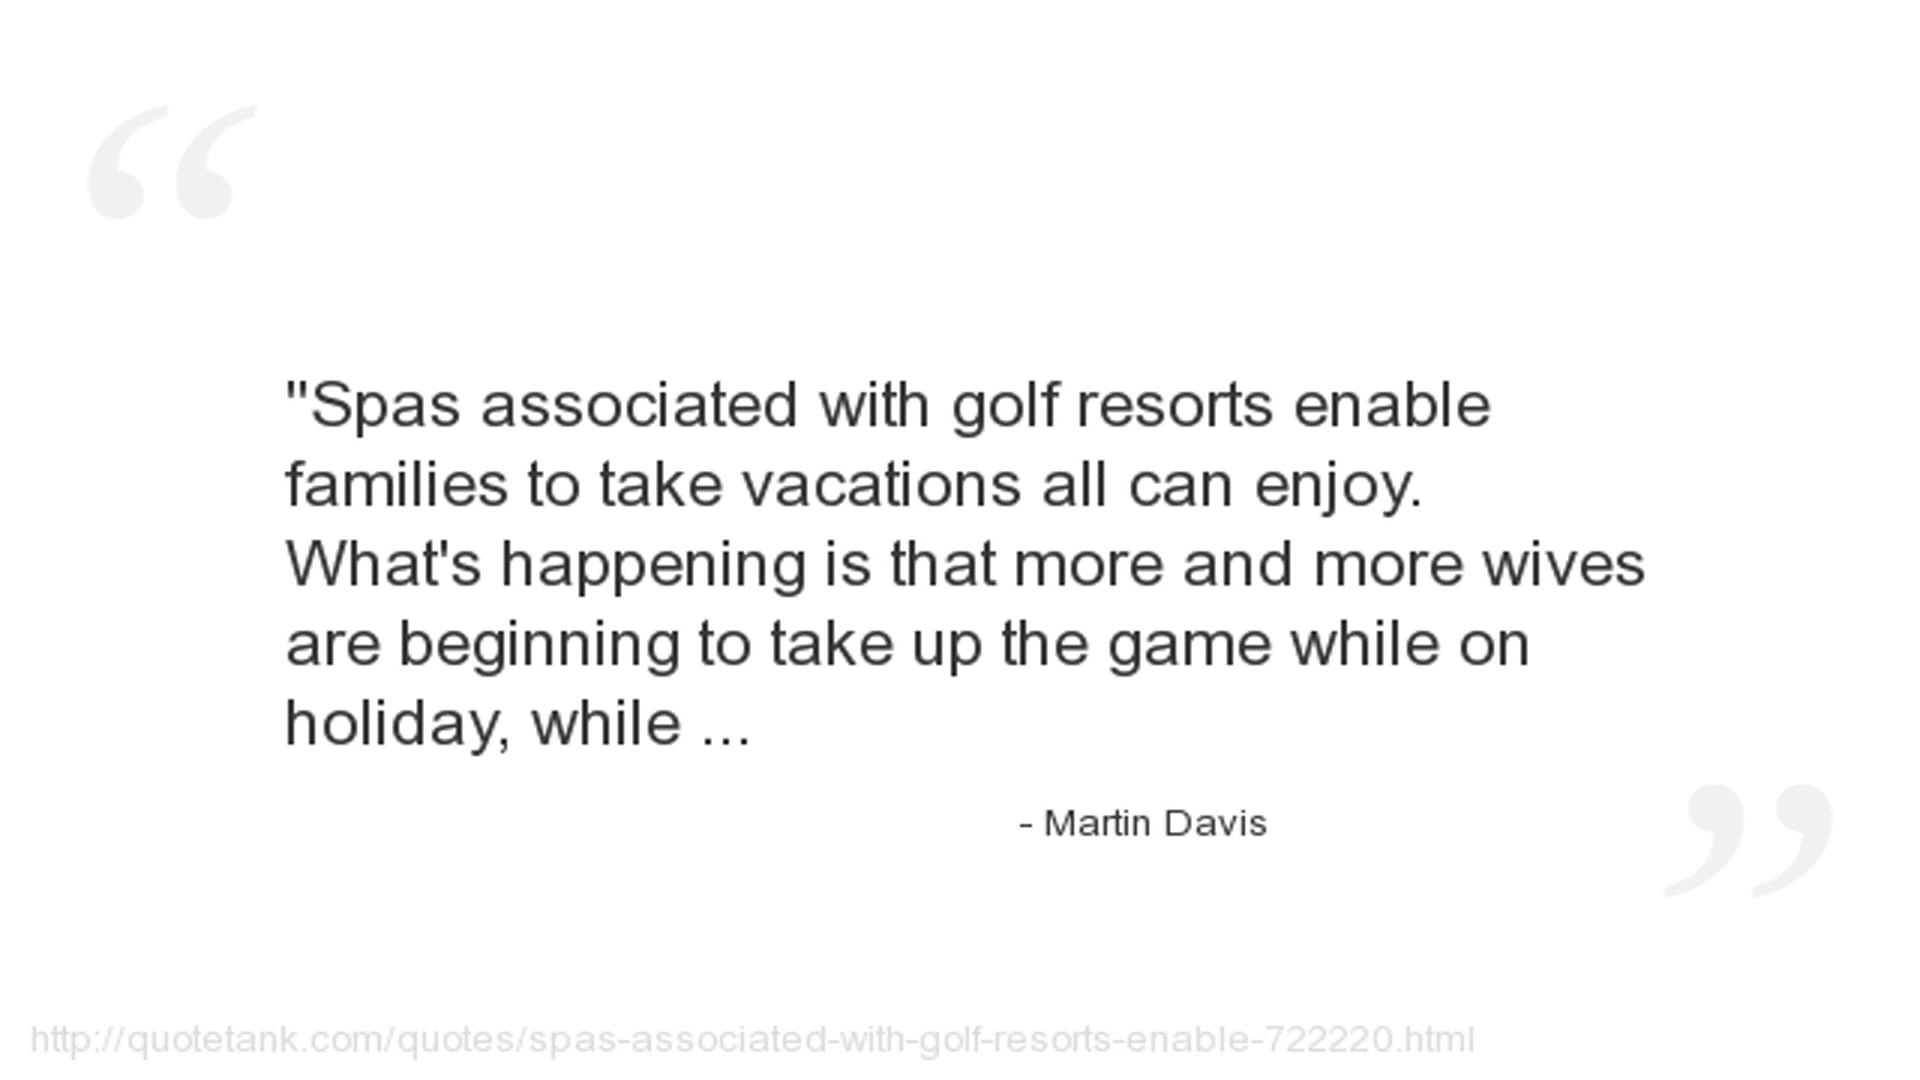 "Spas associated with golf resorts enable
families to take vacations all can enjoy.
What's happening is that more and more wives
are beginning to take up the game while on
holiday, while ...
- Martin Davis
http://quotetank.com/quotes/spas-associated-with-golf-resorts-enable-722220.html